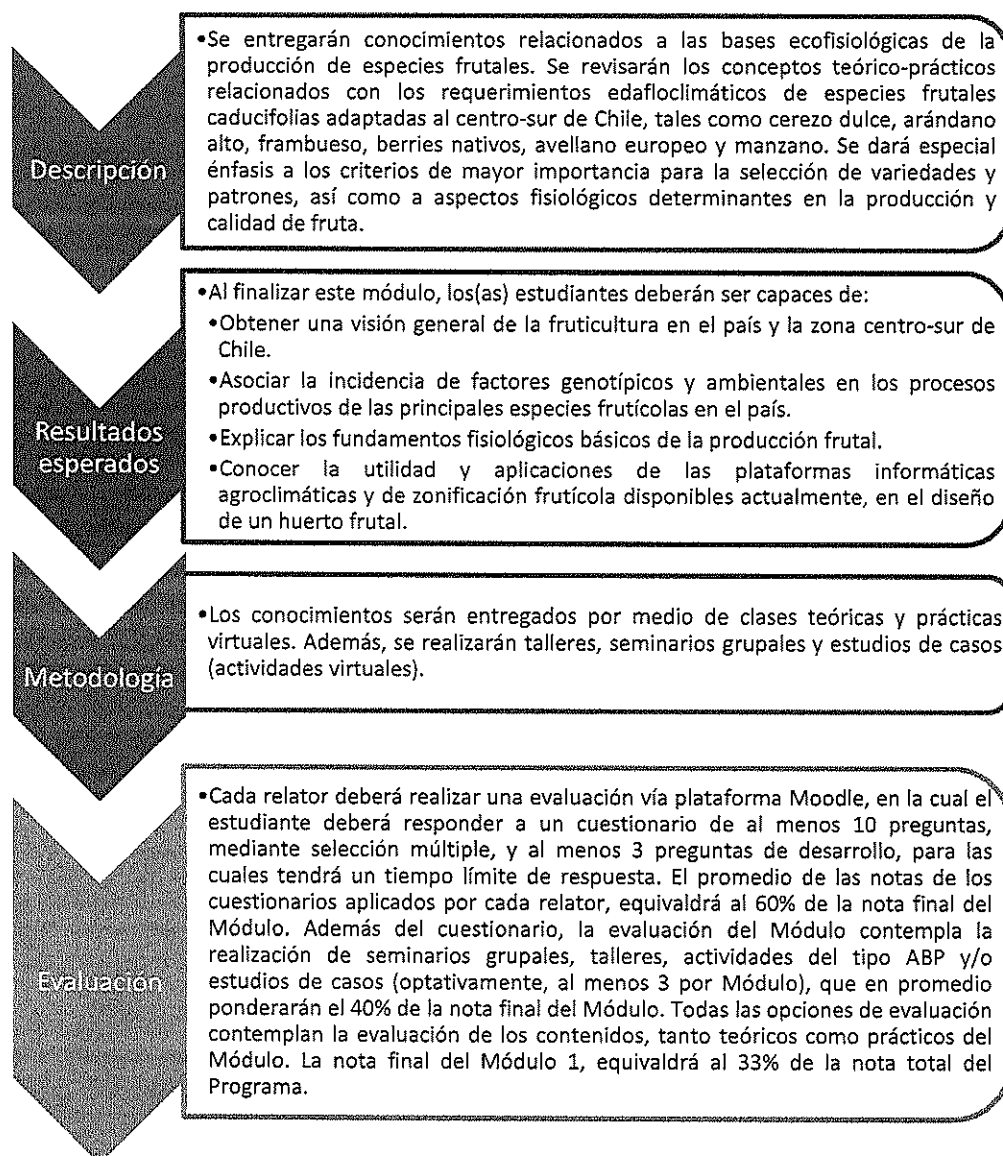 Descripción
•Se entregarán conocimientos relacionados a las bases ecofisiológicas de la
producción de especies frutales. Se revisarán los conceptos teórico-prácticos
relacionados con los requerimientos edafloclimáticos de especies frutales
caducifolias adaptadas al centro-sur de Chile, tales como cerezo dulce, arándano
alto, frambueso, berries nativos, avellano europeo y manzano. Se dará especial
énfasis a los criterios de mayor importancia para la selección de variedades y
patrones, así como a aspectos fisiológicos determinantes en la producción y
calidad de fruta.
Resultados
esperados
•Al finalizar este módulo, los(as) estudiantes deberán ser capaces de:
•Obtener una visión general de la fruticultura en el país y la zona centro-sur de
Chile.
•Asociar la incidencia de factores genotípicos y ambientales en los procesos
productivos de las principales especies frutícolas en el país.
•Explicar los fundamentos fisiológicos básicos de la producción frutal.
•Conocer la utilidad y aplicaciones de las plataformas informáticas
agroclimáticas y de zonificación frutícola disponibles actualmente, en el diseño
de un huerto frutal.
Metodología
•Los conocimientos serán entregados por medio de clases teóricas y prácticas
virtuales. Además, se realizarán talleres, seminarios grupales y estudios de casos
(actividades virtuales).
Evaluación
•Cada relator deberá realizar una evaluación vía plataforma Moodle, en la cual el
estudiante deberá responder a un cuestionario de al menos 10 preguntas,
mediante selección múltiple, y al menos 3 preguntas de desarrollo, para las
cuales tendrá un tiempo límite de respuesta. El promedio de las notas de los
cuestionarios aplicados por cada relator, equivaldrá al 60% de la nota final del
Módulo. Además del cuestionario, la evaluación del Módulo contempla la
realización de seminarios grupales, talleres, actividades del tipo ABP y/o
estudios de casos (optativamente, al menos 3 por Módulo), que en promedio
ponderarán el 40% de la nota final del Módulo. Todas las opciones de evaluación
contemplan la evaluación de los contenidos, tanto teóricos como prácticos del
Módulo. La nota final del Módulo 1, equivaldrá al 33% de la nota total del
Programa.